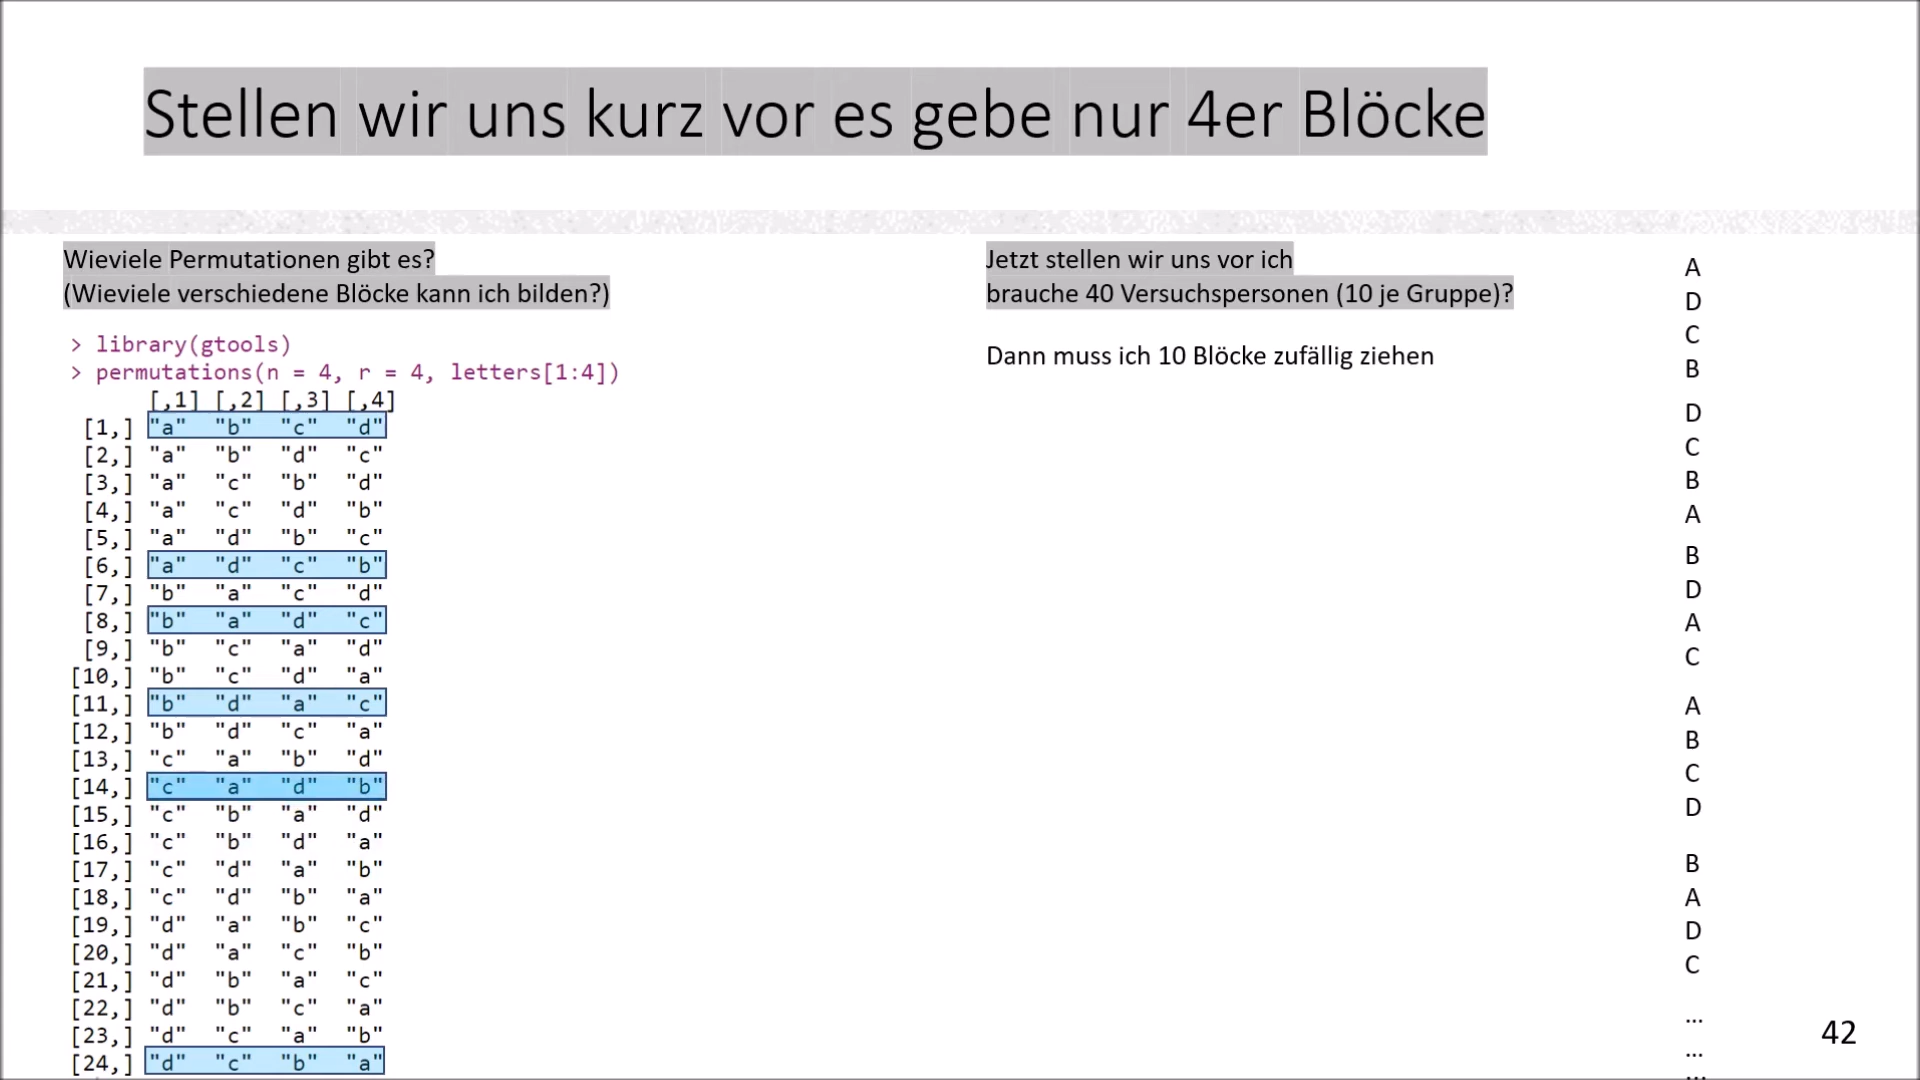 Stellen wir uns kurz vor es gebe nur 4er Blöcke
Wieviele Permutationen gibt es?
(Wieviele verschiedene Blöcke kann ich bilden?)
> library(gtools)
> permutations(n = 4, r = 4, letters[1:4])
[,1] [,2] [,3] [,4]
[1,] "a" "b" "c" "d"
[2,] "a" "b" "d" "c"
[3,] "a" "c" "b" "d"
[4,] "a" "c" "d" "b"
[5,] "a" "d" "b" "c"
[6,] "a" "d" "c" "b"
[7,] "b" "a" "c" "d"
[8,] "b" "a" "d" "c"
[9,] "b" "c" "a" "d"
[10,] "b" "c" "d" "a"
[11,] "b" "d" "a" "c"
[12,] "b" "d" "c" "a"
[13,] "c" "a" "b" "d"
[14,] "c" "a" "d" "b"
[15,] "c" "b" "a" "d"
[16,] "c" "b" "d" "a"
[17,] "c" "d" "a" "b"
[18,] "c" "d" "b" "a"
[19,] "d" "a" "b" "c"
[20,] "d" "a" "c" "b"
[21,] "d" "b" "a" "c"
[22,] "d" "b" "c" "a"
[23,] "d" "c" "a" "b"
[24,] "d" "c" "b" "a"
Jetzt stellen wir uns vor ich
brauche 40 Versuchspersonen (10 je Gruppe)?
Dann muss ich 10 Blöcke zufällig ziehen
A
D
C
B
D
C
B
A
B
D
A
C
A
B
C
D
B
A
D
C
...
...
...
42